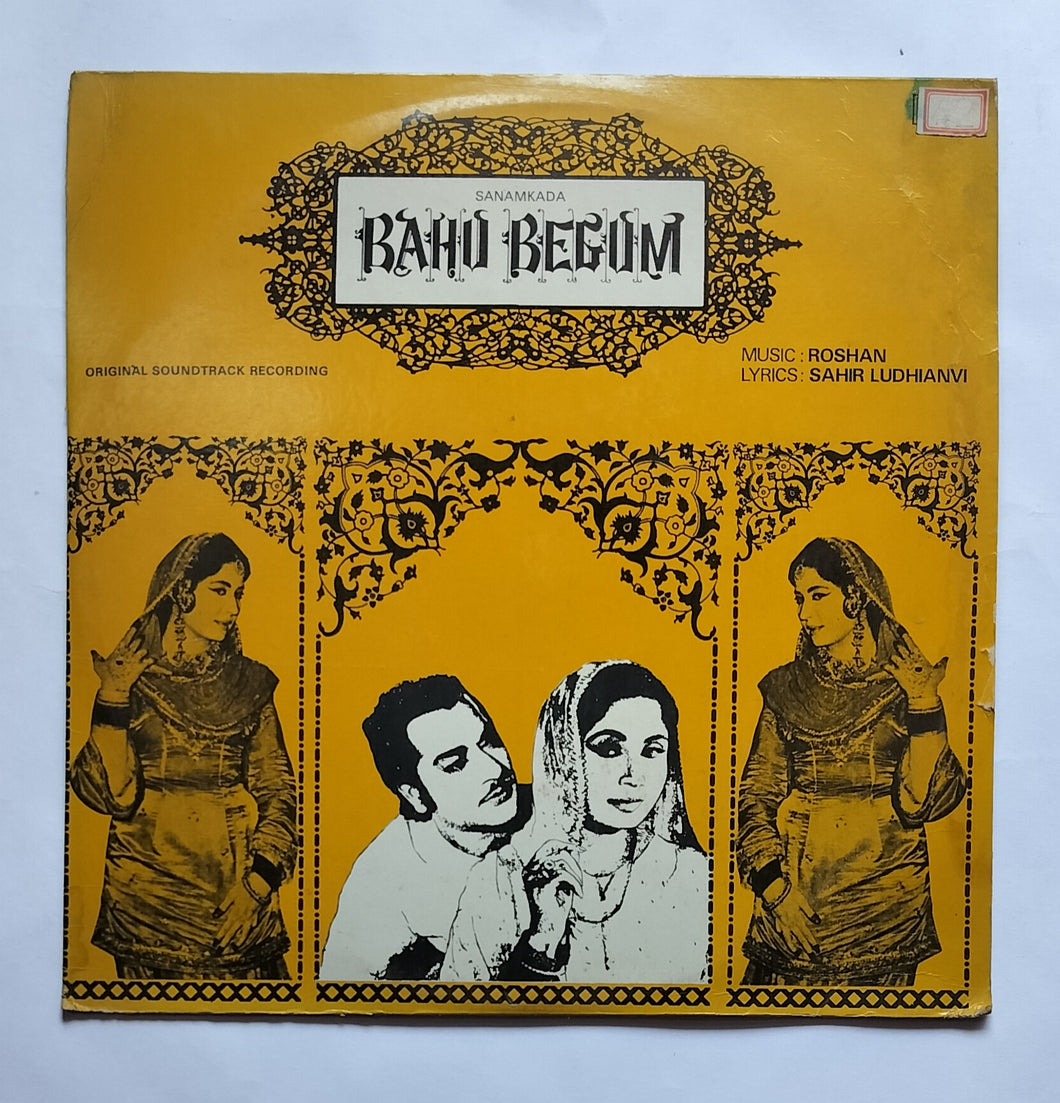 SANAMKADA
BAHU BEGUM
ORIGINAL SOUNDTRACK RECORDING
MUSIC : ROSHAN
LYRICS : SAHIR LUDHIANVI